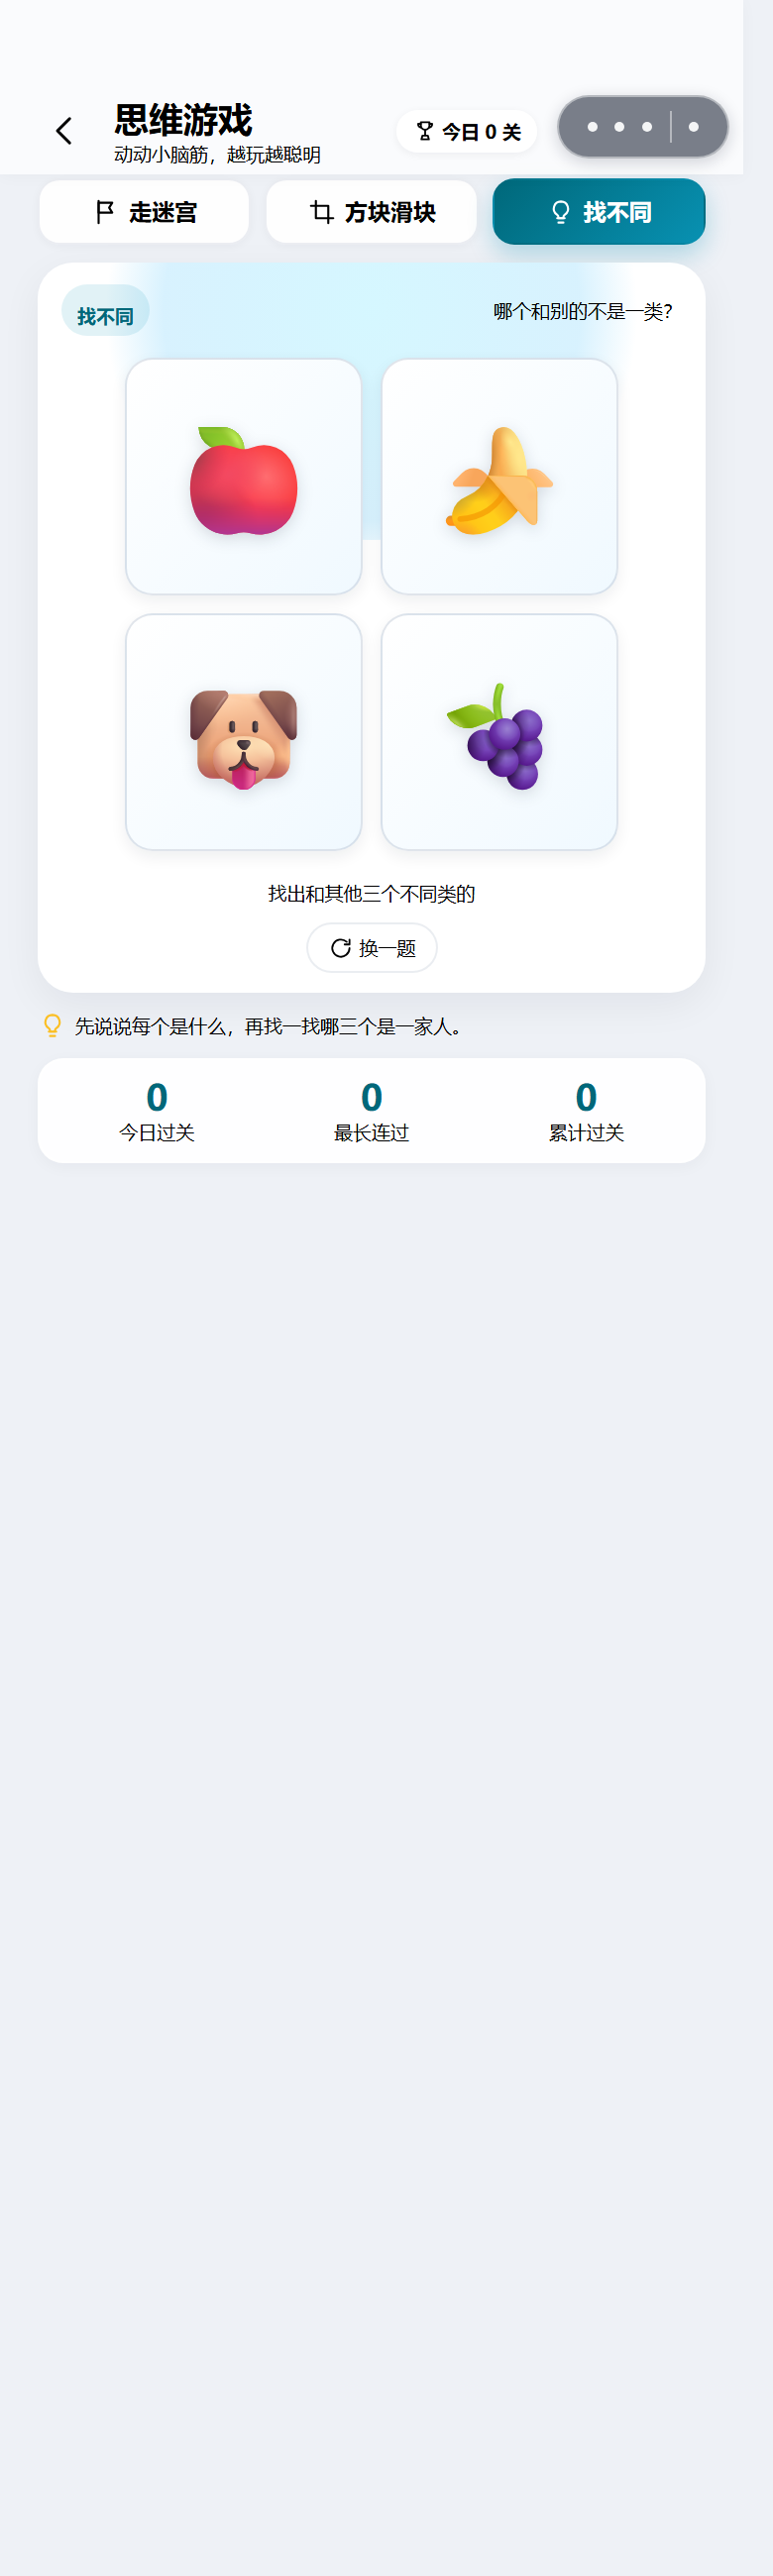 思维游戏
动动小脑筋，越玩越聪明
今日 0 关
走迷宫
方块滑块
找不同
找不同
哪个和别的不是一类？
找出和其他三个不同类的
换一题
先说说每个是什么，再找一找哪三个是一家人。
0
今日过关
0
最长连过
0
累计过关